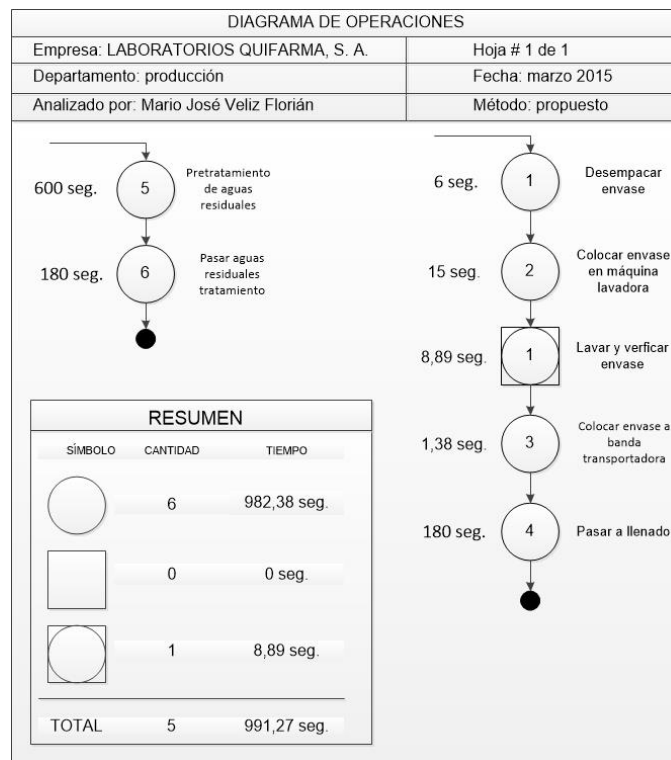 DIAGRAMA DE OPERACIONES
Empresa: LABORATORIOS QUIFARMA, S. A.
Hoja # 1 de 1
Departamento: producción
Fecha: marzo 2015
Analizado por: Mario José Veliz Florián
Método: propuesto
600 seg.
5
Pretratamiento
de aguas
residuales
180 seg.
6
Pasar aguas
residuales
tratamiento
6 seg.
1
Desempacar
envase
15 seg.
2
Colocar envase
en máquina
lavadora
8,89 seg.
1
Lavar y verficar
envase
1,38 seg.
3
Colocar envase a
banda
transportadora
180 seg.
4
Pasar a llenado
RESUMEN
SÍMBOLO CANTIDAD TIEMPO
6 982,38 seg.
0 0 seg.
1 8,89 seg.
TOTAL 5 991,27 seg.